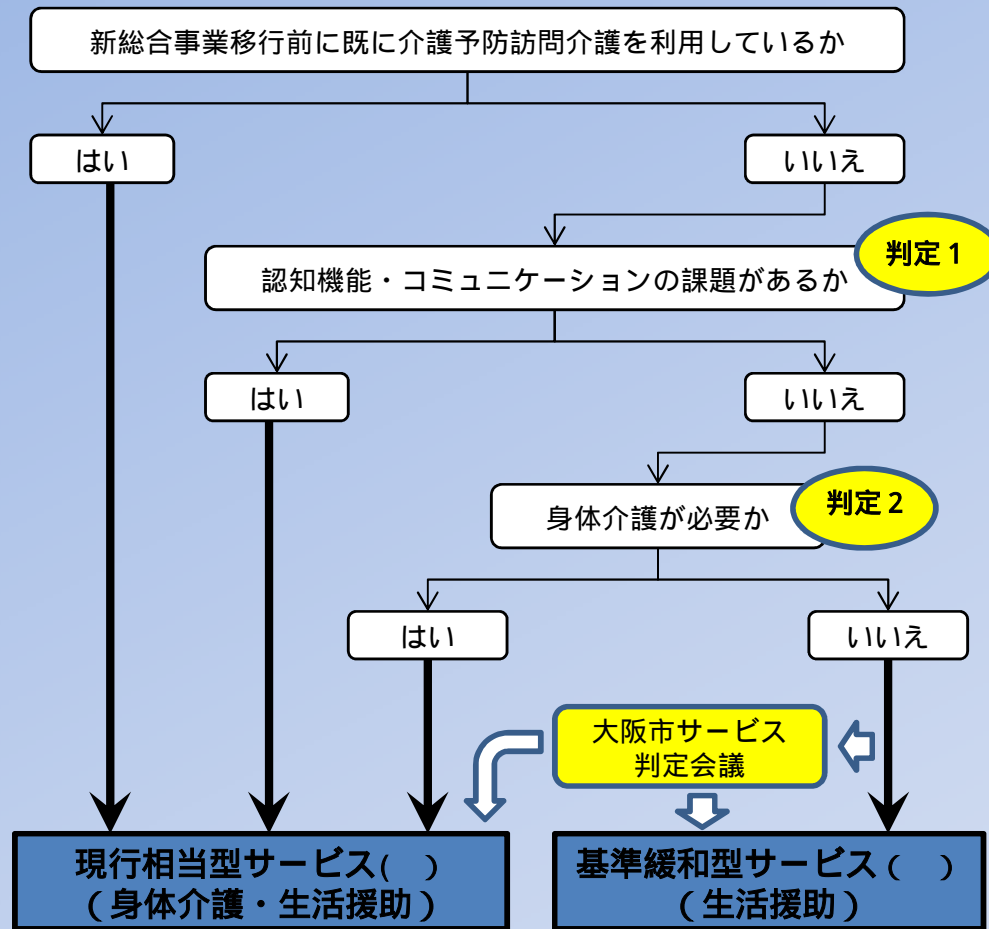 新総合事業移行前に既に介護予防訪問介護を利用しているか
はい
いいえ
判定1
認知機能・コミュニケーションの課題があるか
はい
いいえ
判定2
身体介護が必要か
はい
いいえ
大阪市サービス
判定会議
現行相当型サービス(　)
(身体介護・生活援助)
基準緩和型サービス(　)
(生活援助)